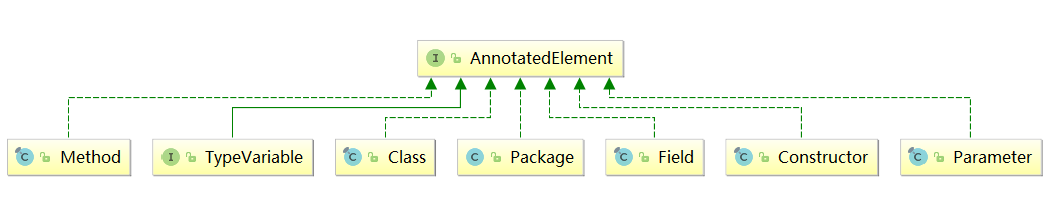 I AnnotatedElement
C Method I TypeVariable C Class C Package C Field C Constructor C Parameter